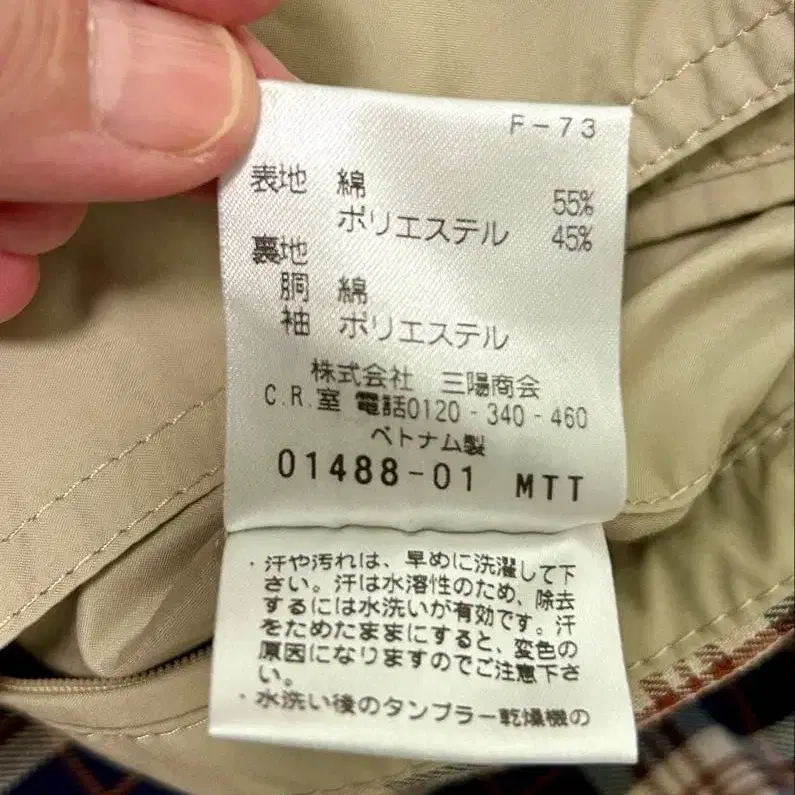 F-73
表地 綿 55%
ポリエステル 45%
裏地
胴 綿
袖 ポリエステル
株式会社 三陽商会
C.R.室 電話0120-340-460
ベトナム製
01488-01 MTT
・汗や汚れは、早めに洗濯して下
さい。汗は水溶性のため、除去
するには水洗いが有効です。汗
をためたままにすると、変色の
原因になりますのでご注意下さ
い。
・水洗い後のタンブラー乾燥機の